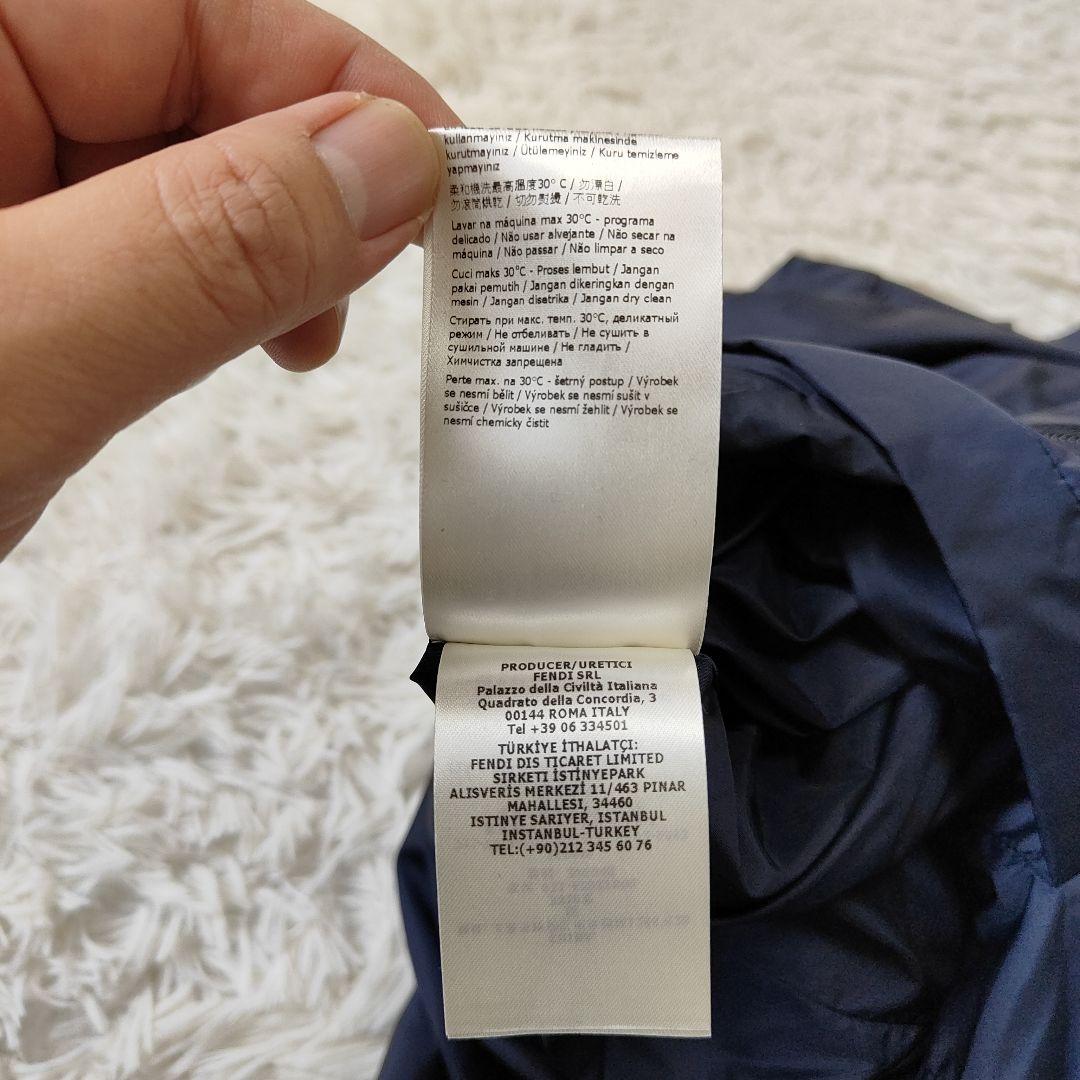 kullanmayınız / Kurutma makinesinde
kurutmayınız / Ütülemeyiniz / Kuru temizleme
yapmayınız
柔和機洗最高溫度30° C / 勿漂白 /
勿滾筒烘乾 / 切勿熨燙 / 不可乾洗
Lavar na máquina max 30°C - programa
delicado / Não usar alvejante / Não secar na
máquina / Não passar / Não limpar a seco
Cuci maks 30°C - Proses lembut / Jangan
pakai pemutih / Jangan dikeringkan dengan
mesin / Jangan disetrika / Jangan dry clean
Стирать при макс. темп. 30°C, деликатный
режим / Не отбеливать / Не сушить в
сушильной машине / Не гладить /
Химчистка запрещена
Perte max. na 30°C - šetrný postup / Výrobek
se nesmí bělit / Výrobek se nesmí sušit v
sušičce / Výrobek se nesmí žehlit / Výrobek se
nesmí chemicky čistit
PRODUCER/URETICI
FENDI SRL
Palazzo della Civiltà Italiana
Quadrato della Concordia, 3
00144 ROMA ITALY
Tel +39 06 334501
TÜRKİYE İTHALATÇI:
FENDI DIS TICARET LIMITED
SIRKETI İSTİNYEPARK
ALISVERİS MERKEZİ 11/463 PINAR
MAHALLESI, 34460
ISTINYE SARIYER, ISTANBUL
INSTANBUL-TURKEY
TEL:(+90)212 345 60 76